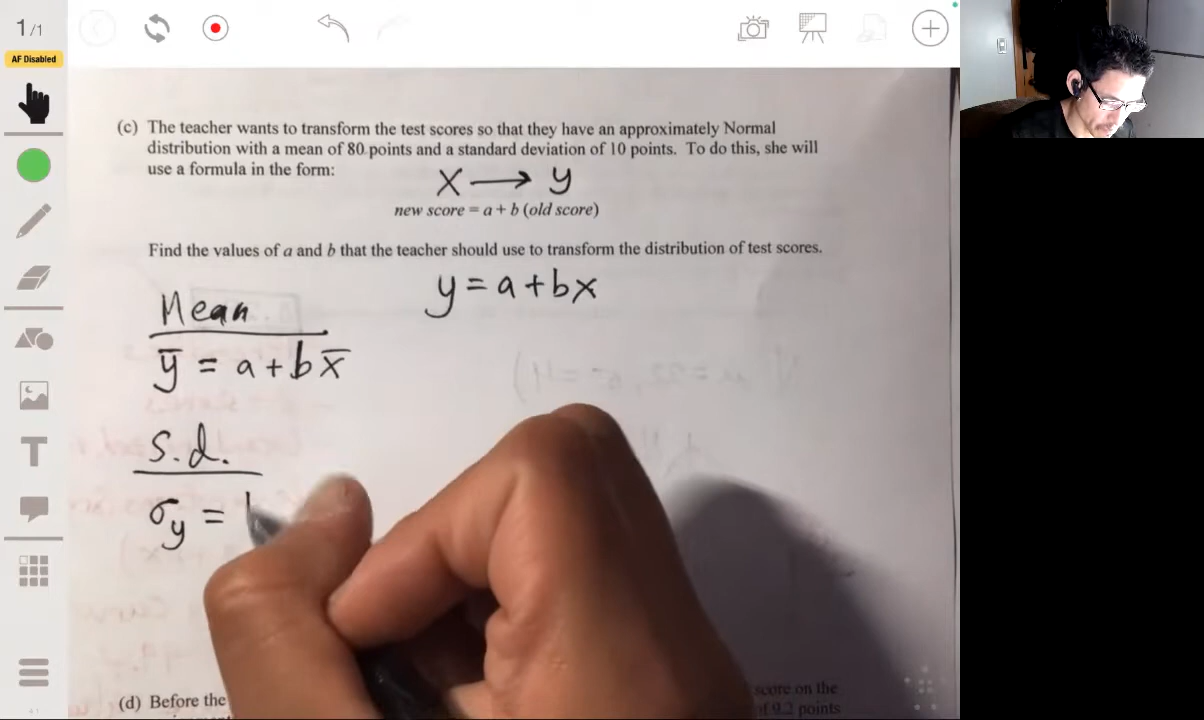 1/1
AF Disabled
(c) The teacher wants to transform the test scores so that they have an approximately Normal
distribution with a mean of 80 points and a standard deviation of 10 points. To do this, she will
use a formula in the form:
X → y
new score = a + b (old score)
Find the values of a and b that the teacher should use to transform the distribution of test scores.
y = a + bx
Mean
ȳ = a + b x̄
s.d.
σy =
T
(d) Before the
score on the
of 9.2 points